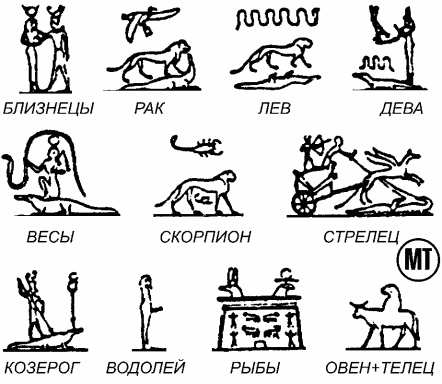 БЛИЗНЕЦЫ РАК ЛЕВ ДЕВА
ВЕСЫ СКОРПИОН СТРЕЛЕЦ
МТ
КОЗЕРОГ ВОДОЛЕЙ РЫБЫ ОВЕН+ТЕЛЕЦ